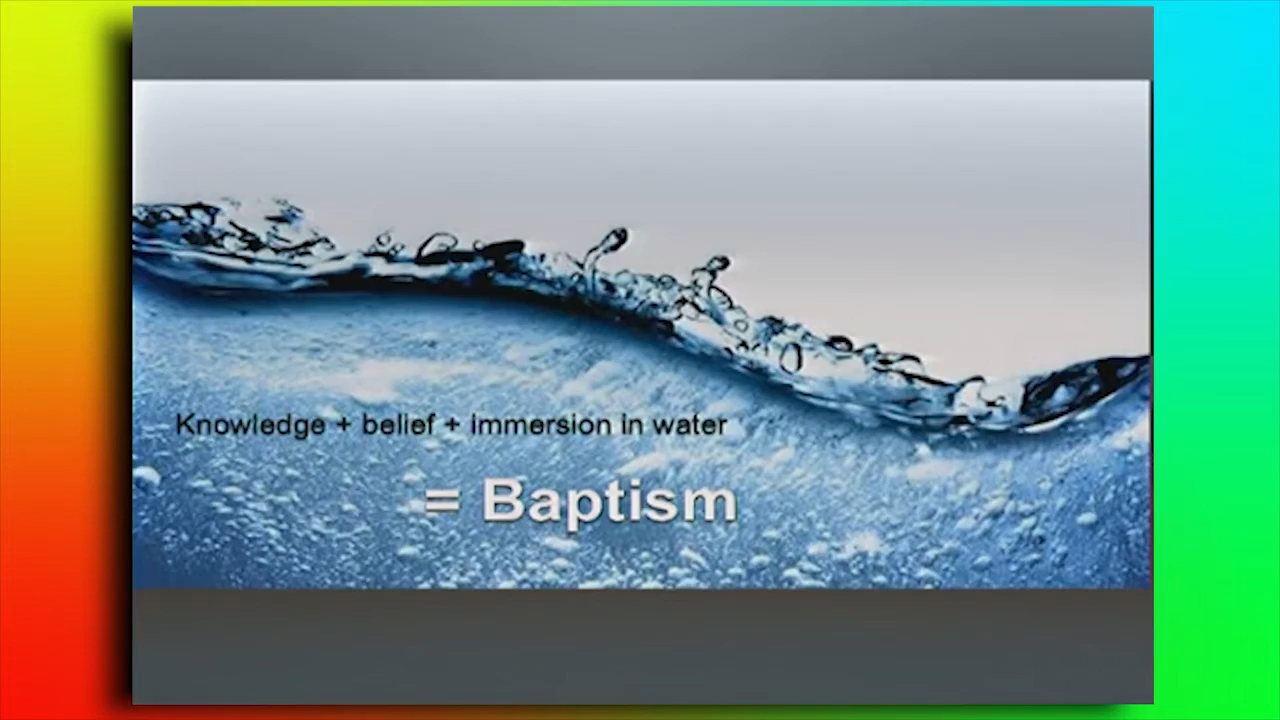 Knowledge + belief + immersion in water
= Baptism